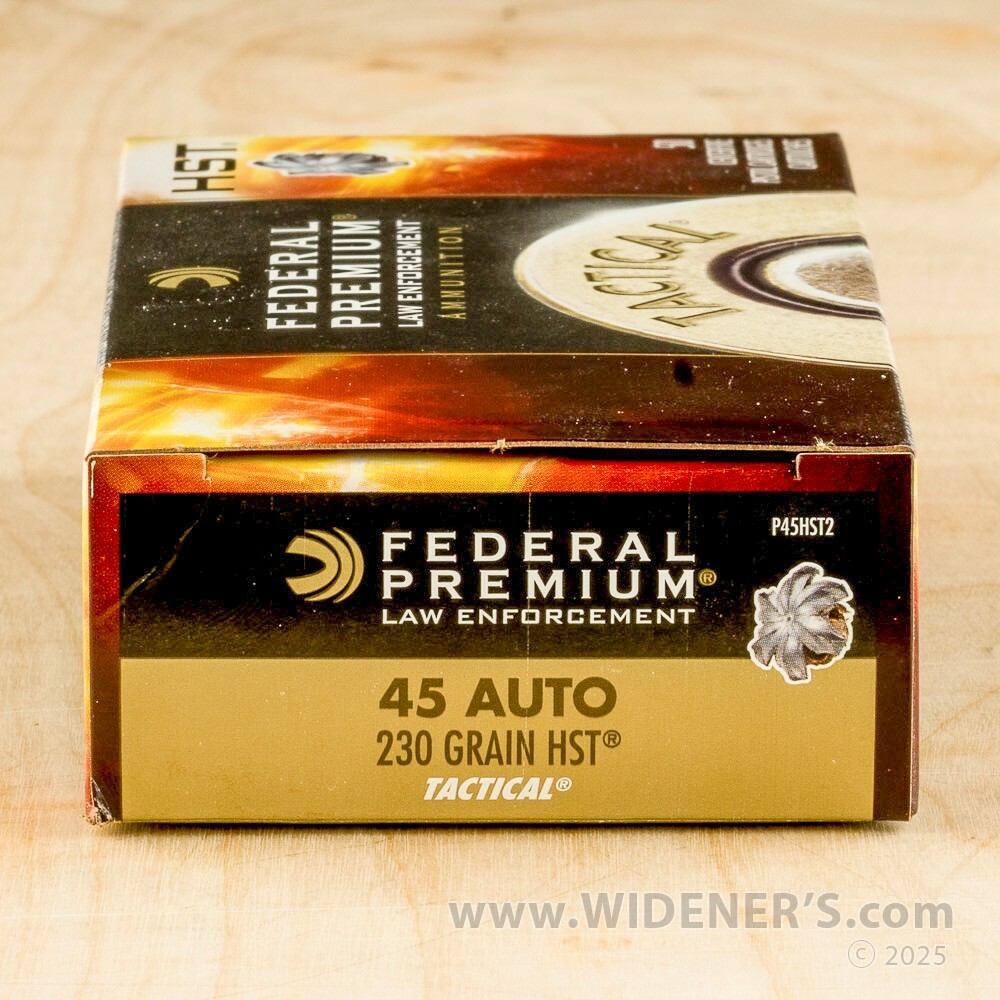 HST
FEDERAL
PREMIUM®
LAW ENFORCEMENT
AMMUNITION
TACTICAL®
50
P45HST2
FEDERAL
PREMIUM®
LAW ENFORCEMENT
45 AUTO
230 GRAIN HST®
TACTICAL®
www.WIDENER'S.com
© 2025